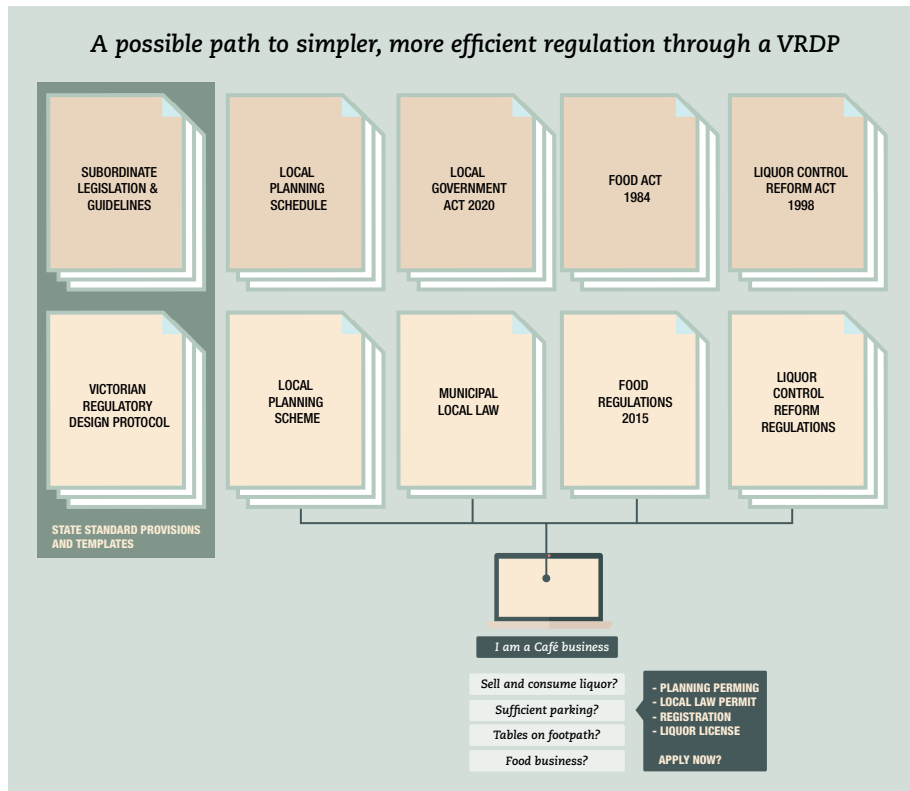 A possible path to simpler, more efficient regulation through a VRDP
SUBORDINATE
LEGISLATION &
GUIDELINES
LOCAL
PLANNING
SCHEDULE
LOCAL
GOVERNMENT
ACT 2020
FOOD ACT
1984
LIQUOR CONTROL
REFORM ACT
1998
VICTORIAN
REGULATORY
DESIGN PROTOCOL
LOCAL
PLANNING
SCHEME
MUNICIPAL
LOCAL LAW
FOOD
REGULATIONS
2015
LIQUOR
CONTROL
REFORM
REGULATIONS
STATE STANDARD PROVISIONS
AND TEMPLATES
I am a Café business
Sell and consume liquor?
Sufficient parking?
Tables on footpath?
Food business?
- PLANNING PERMING
- LOCAL LAW PERMIT
- REGISTRATION
- LIQUOR LICENSE
APPLY NOW?